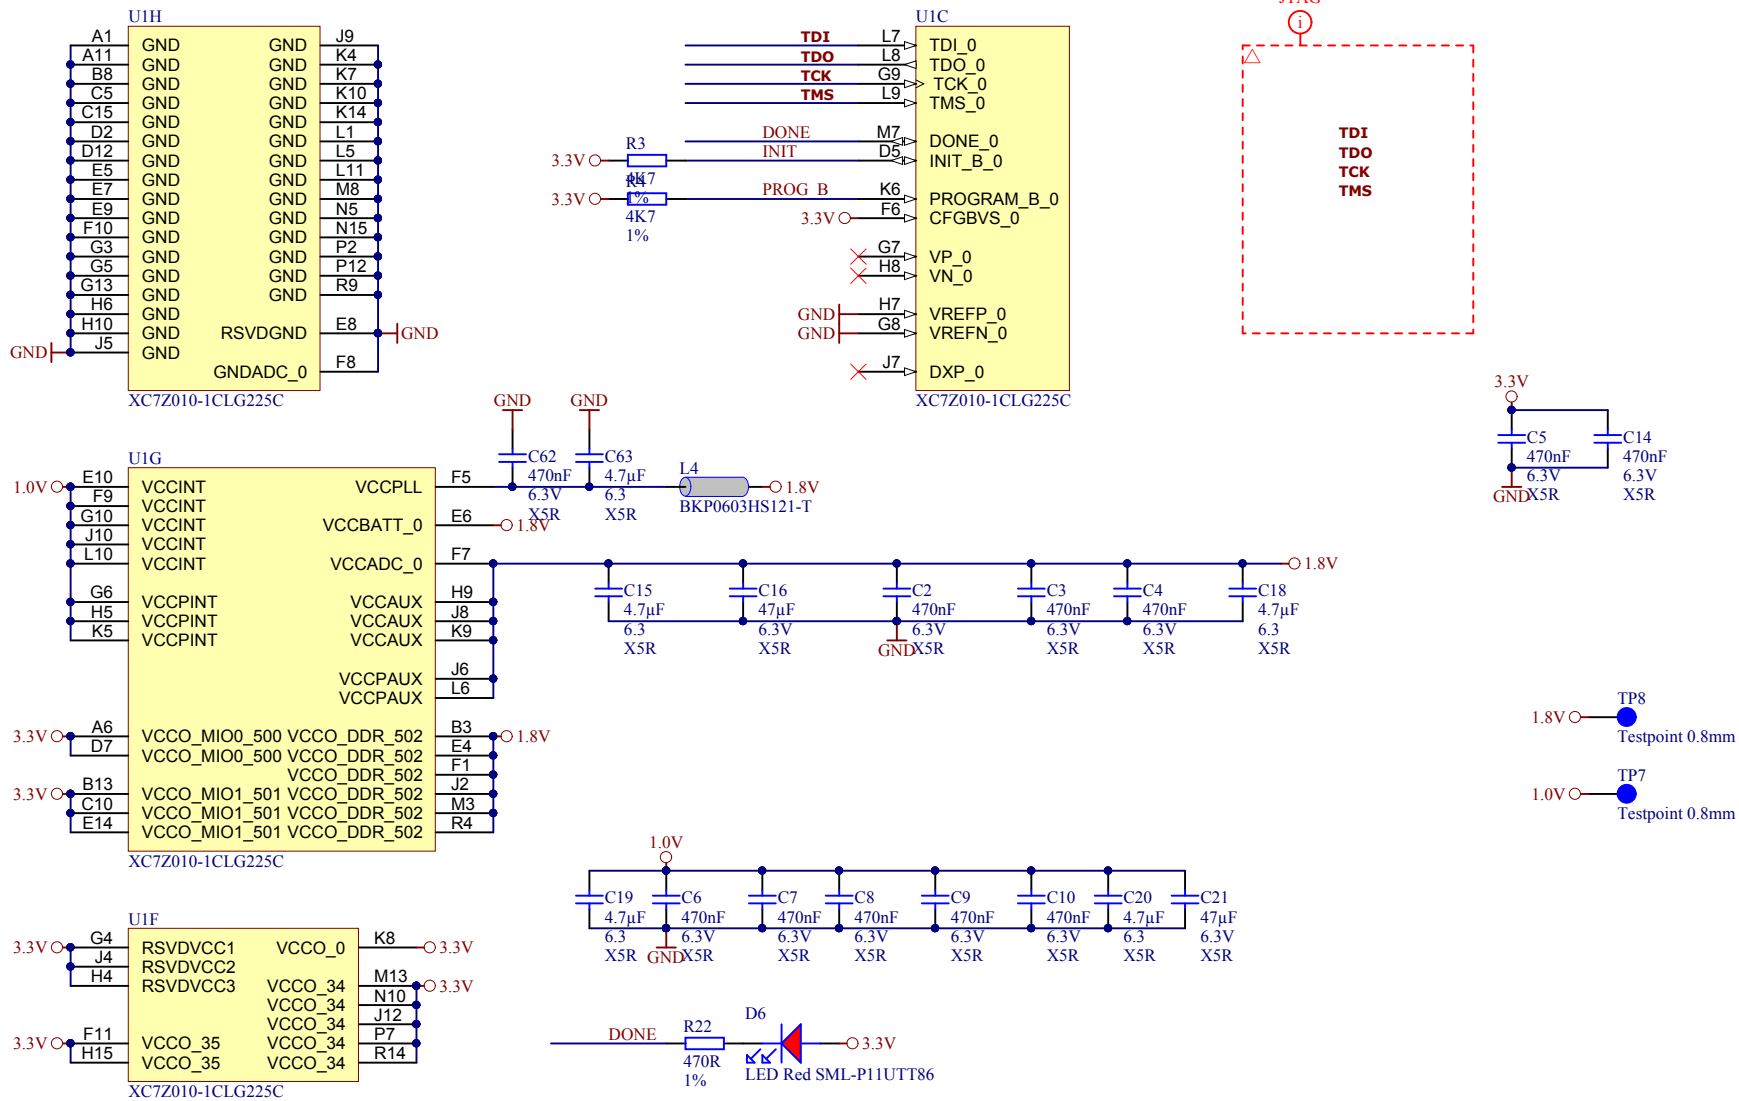 U1H
A1 GND GND J9
A11 GND GND K4
B8 GND GND K7
C5 GND GND K10
C15 GND GND K14
D2 GND GND L1
D12 GND GND L5
E5 GND GND L11
E7 GND GND M8
E9 GND GND N5
F10 GND GND N15
G3 GND GND P2
G5 GND GND P12
G13 GND GND R9
H6 GND
H10 GND RSVDGND E8 GND
GND J5 GND
GNDADC_0 F8
XC7Z010-1CLG225C
U1C
TDI L7 TDI_0
TDO L8 TDO_0
TCK G9 TCK_0
TMS L9 TMS_0
DONE M7 DONE_0
3.3V R3 INIT D5 INIT_B_0
4K7
1%
3.3V R4 PROG_B K6 PROGRAM_B_0
4K7
1%
3.3V F6 CFGBVS_0
G7 VP_0
H8 VN_0
GND H7 VREFP_0
GND G8 VREFN_0
J7 DXP_0
XC7Z010-1CLG225C
JTAG
i
TDI
TDO
TCK
TMS
3.3V
C5 C14
470nF 470nF
6.3V 6.3V
X5R X5R
GND
U1G
1.0V E10 VCCINT VCCPLL F5
F9 VCCINT
G10 VCCINT VCCBATT_0 E6 1.8V
J10 VCCINT
L10 VCCINT VCCADC_0 F7
G6 VCCPINT VCCAUX H9
H5 VCCPINT VCCAUX J8
K5 VCCPINT VCCAUX K9
VCCPAUX J6
VCCPAUX L6
3.3V A6 VCCO_MIO0_500 VCCO_DDR_502 B3 1.8V
D7 VCCO_MIO0_500 VCCO_DDR_502 E4
VCCO_DDR_502 F1
3.3V B13 VCCO_MIO1_501 VCCO_DDR_502 J2
C10 VCCO_MIO1_501 VCCO_DDR_502 M3
E14 VCCO_MIO1_501 VCCO_DDR_502 R4
XC7Z010-1CLG225C
GND GND
C62 C63 L4
470nF 4.7µF 1.8V
6.3V 6.3 BKP0603HS121-T
X5R X5R
1.8V
C15 C16 C2 C3 C4 C18
4.7µF 47µF 470nF 470nF 470nF 4.7µF
6.3 6.3V 6.3V 6.3V 6.3V 6.3
X5R X5R GND X5R X5R X5R X5R
TP8
1.8V
Testpoint 0.8mm
TP7
1.0V
Testpoint 0.8mm
1.0V
C19 C6 C7 C8 C9 C10 C20 C21
4.7µF 470nF 470nF 470nF 470nF 470nF 4.7µF 47µF
6.3 6.3V 6.3V 6.3V 6.3V 6.3V 6.3 6.3V
X5R GND X5R X5R X5R X5R X5R X5R X5R
U1F
3.3V G4 RSVDVCC1 VCCO_0 K8 3.3V
J4 RSVDVCC2
H4 RSVDVCC3 VCCO_34 M13 3.3V
VCCO_34 N10
VCCO_34 J12
3.3V F11 VCCO_35 VCCO_34 P7
H15 VCCO_35 VCCO_34 R14
XC7Z010-1CLG225C
D6
DONE R22 3.3V
470R LED Red SML-P11UTT86
1%